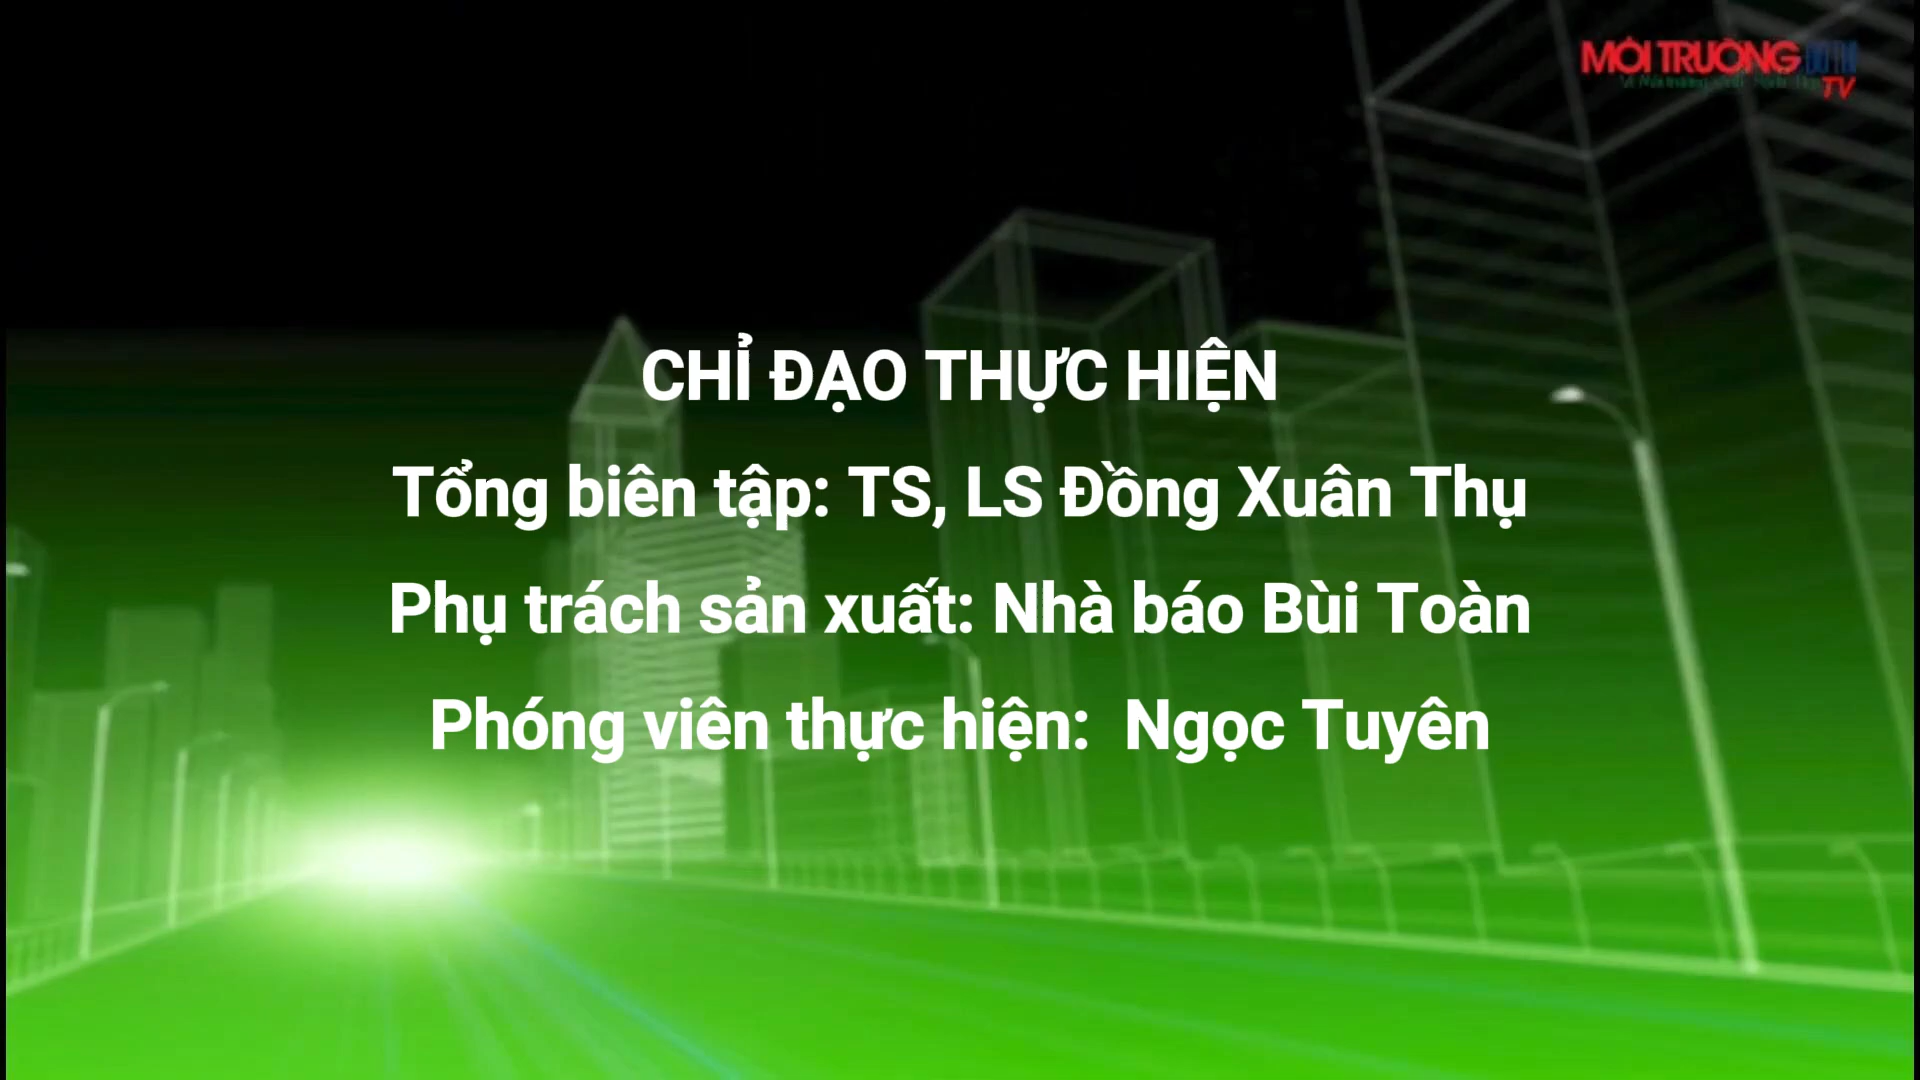 MÔI TRƯỜNG
TV
CHỈ ĐẠO THỰC HIỆN
Tổng biên tập: TS, LS Đồng Xuân Thụ
Phụ trách sản xuất: Nhà báo Bùi Toàn
Phóng viên thực hiện: Ngọc Tuyên